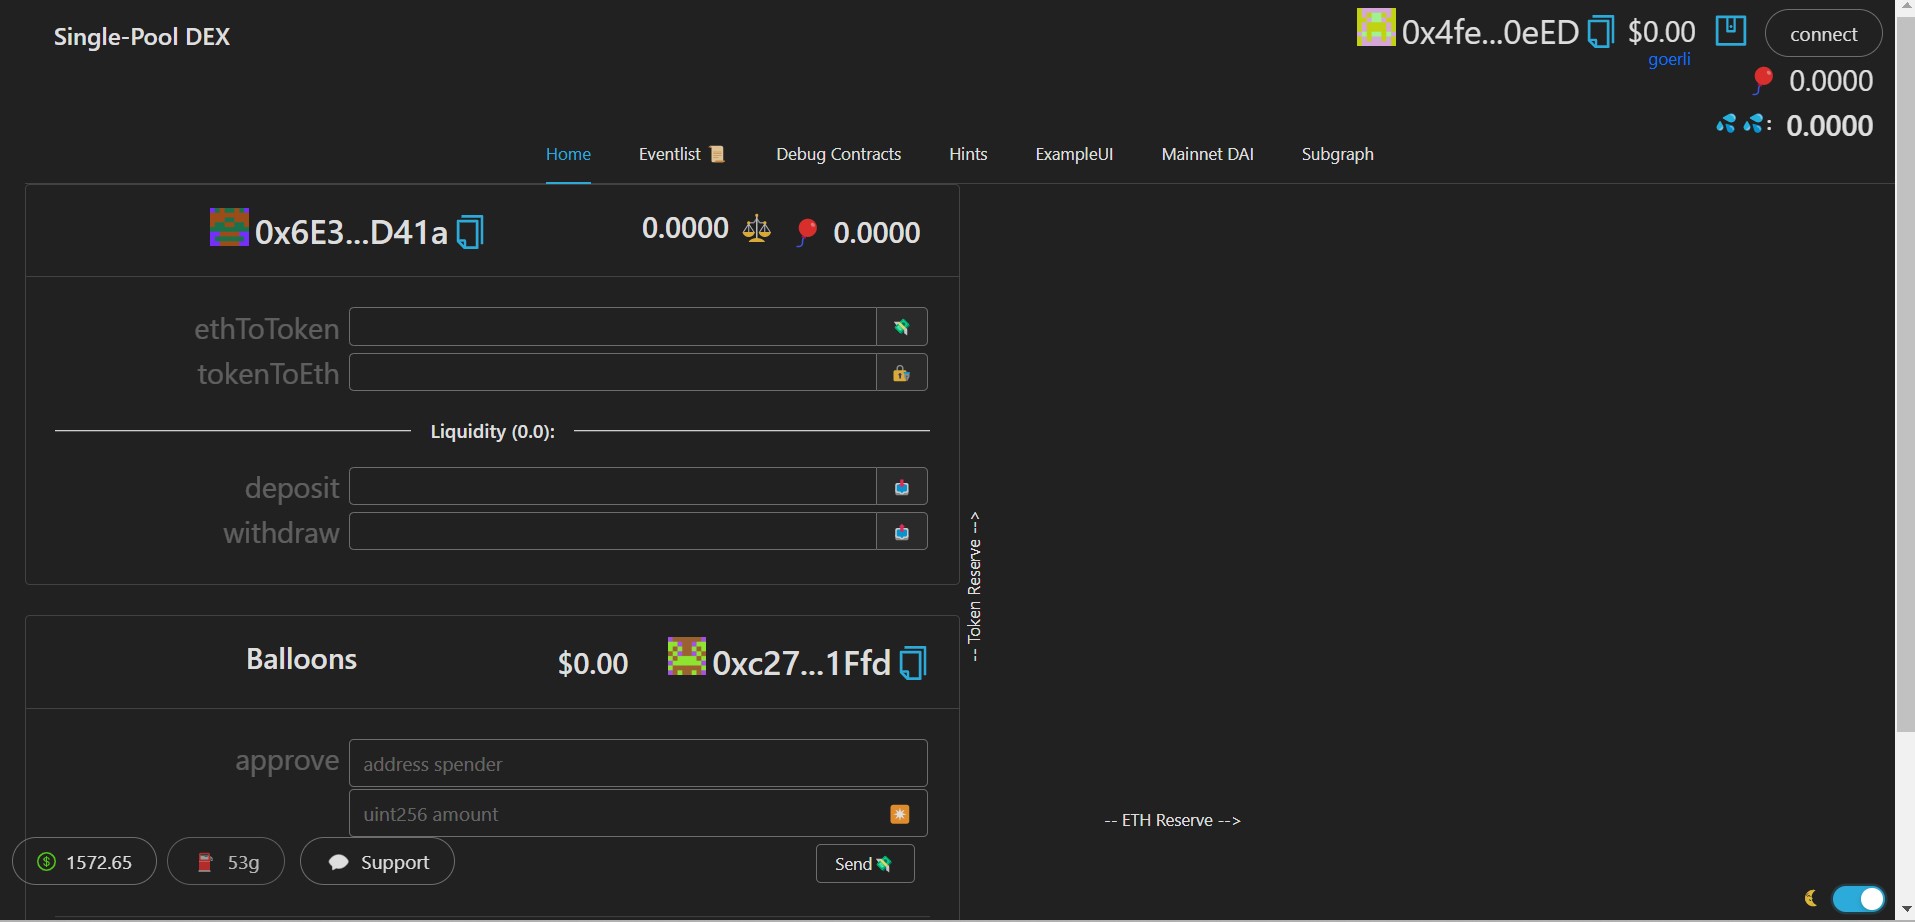 Single-Pool DEX
0x4fe...0eED $0.00 connect
goerli
0.0000
: 0.0000
Home Eventlist Debug Contracts Hints ExampleUI Mainnet DAI Subgraph
0x6E3...D41a 0.0000 0.0000
ethToToken
tokenToEth
Liquidity (0.0):
deposit
withdraw
-- Token Reserve -->
Balloons $0.00 0xc27...1Ffd
approve address spender
uint256 amount
-- ETH Reserve -->
1572.65 53g Support Send